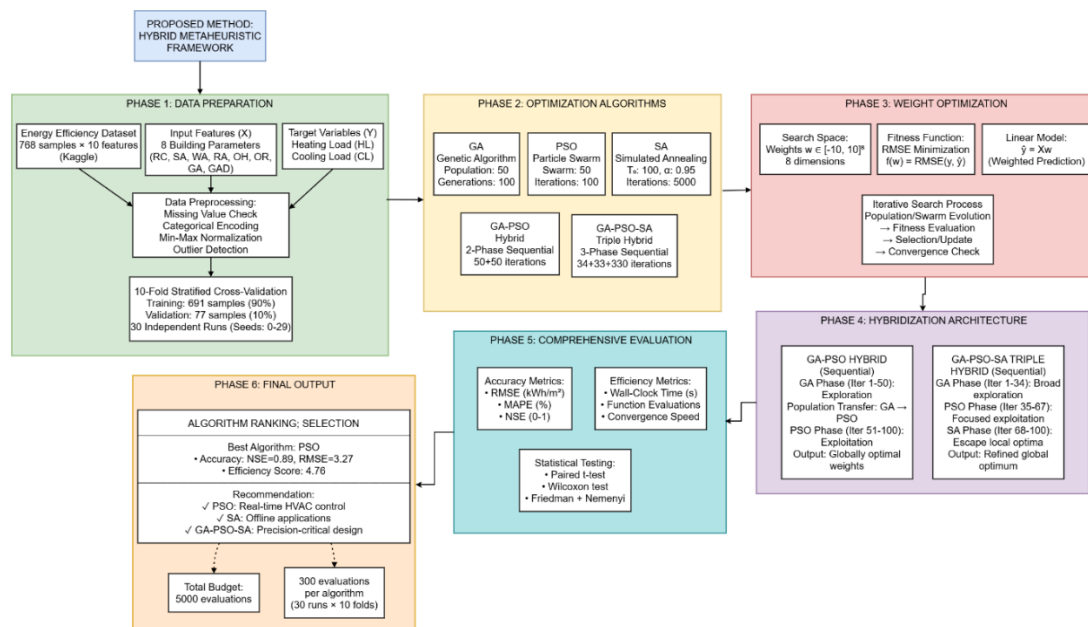 PROPOSED METHOD:
HYBRID METAHEURISTIC
FRAMEWORK
PHASE 1: DATA PREPARATION
Energy Efficiency Dataset
768 samples × 10 features
(Kaggle)
Input Features (X)
8 Building Parameters
(RC, SA, WA, RA, OH, OR,
GA, GAD)
Target Variables (Y)
Heating Load (HL)
Cooling Load (CL)
Data Preprocessing:
Missing Value Check
Categorical Encoding
Min-Max Normalization
Outlier Detection
10-Fold Stratified Cross-Validation
Training: 691 samples (90%)
Validation: 77 samples (10%)
30 Independent Runs (Seeds: 0-29)
PHASE 2: OPTIMIZATION ALGORITHMS
GA
Genetic Algorithm
Population: 50
Generations: 100
PSO
Particle Swarm
Swarm: 50
Iterations: 100
SA
Simulated Annealing
T₀: 100, α: 0.95
Iterations: 5000
GA-PSO
Hybrid
2-Phase Sequential
50+50 iterations
GA-PSO-SA
Triple Hybrid
3-Phase Sequential
34+33+330 iterations
PHASE 3: WEIGHT OPTIMIZATION
Search Space:
Weights w ∈ [-10, 10]⁸
8 dimensions
Fitness Function:
RMSE Minimization
f(w) = RMSE(y, ŷ)
Linear Model:
ŷ = Xw
(Weighted Prediction)
Iterative Search Process
Population/Swarm Evolution
→ Fitness Evaluation
→ Selection/Update
→ Convergence Check
PHASE 4: HYBRIDIZATION ARCHITECTURE
GA-PSO HYBRID
(Sequential)
GA Phase (Iter 1-50):
Exploration
Population Transfer: GA →
PSO
PSO Phase (Iter 51-100):
Exploitation
Output: Globally optimal
weights
GA-PSO-SA TRIPLE
HYBRID (Sequential)
GA Phase (Iter 1-34): Broad
exploration
PSO Phase (Iter 35-67):
Focused exploitation
SA Phase (Iter 68-100):
Escape local optima
Output: Refined global
optimum
PHASE 5: COMPREHENSIVE EVALUATION
Accuracy Metrics:
• RMSE (kWh/m²)
• MAPE (%)
• NSE (0-1)
Efficiency Metrics:
• Wall-Clock Time (s)
• Function Evaluations
• Convergence Speed
Statistical Testing:
• Paired t-test
• Wilcoxon test
• Friedman + Nemenyi
PHASE 6: FINAL OUTPUT
ALGORITHM RANKING; SELECTION
Best Algorithm: PSO
• Accuracy: NSE=0.89, RMSE=3.27
• Efficiency Score: 4.76
Recommendation:
✓ PSO: Real-time HVAC control
✓ SA: Offline applications
✓ GA-PSO-SA: Precision-critical design
Total Budget:
5000 evaluations
300 evaluations
per algorithm
(30 runs × 10 folds)